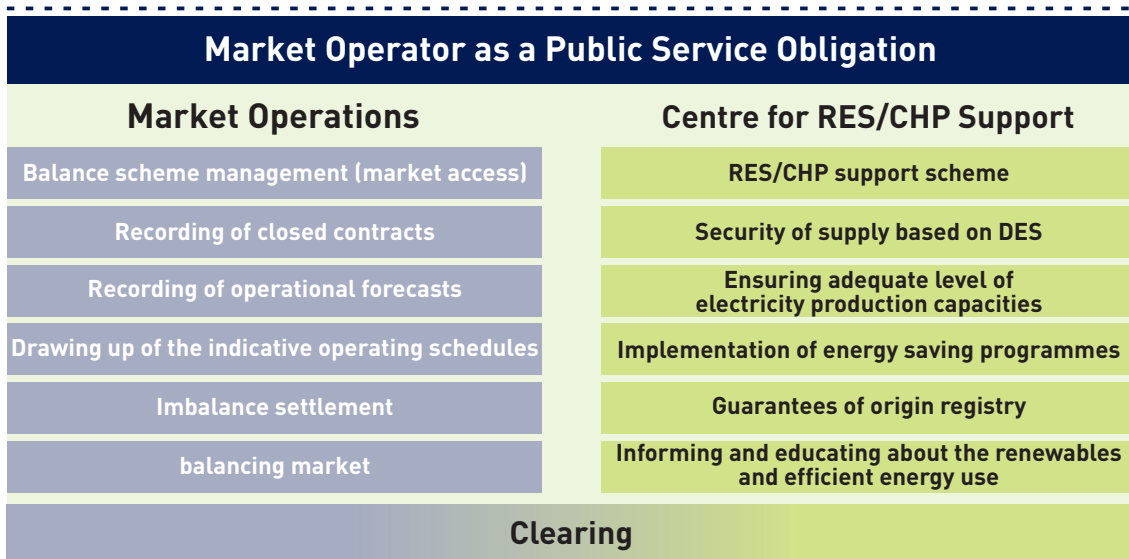 Market Operator as a Public Service Obligation
Market Operations
Balance scheme management (market access)
Recording of closed contracts
Recording of operational forecasts
Drawing up of the indicative operating schedules
Imbalance settlement
balancing market
Centre for RES/CHP Support
RES/CHP support scheme
Security of supply based on DES
Ensuring adequate level of
electricity production capacities
Implementation of energy saving programmes
Guarantees of origin registry
Informing and educating about the renewables
and efficient energy use
Clearing